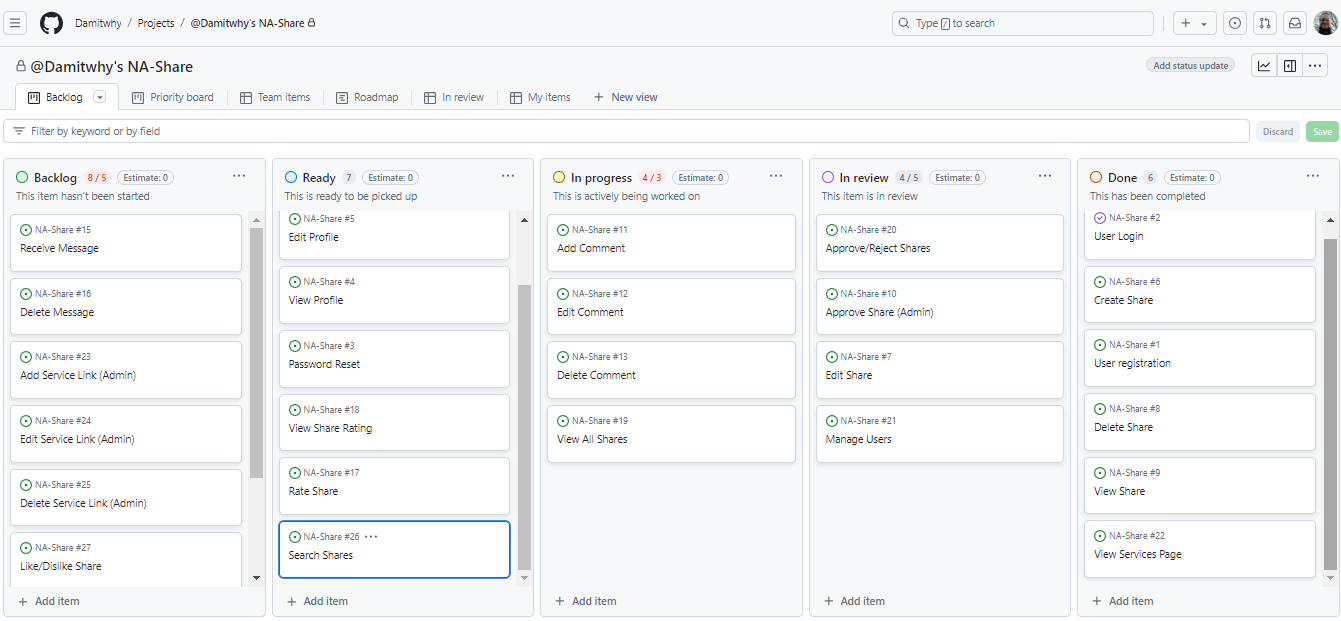 Damitwhy / Projects / @Damitwhy's NA-Share
Type / to search
@Damitwhy's NA-Share
Add status update
Backlog
Priority board
Team items
Roadmap
In review
My items
+ New view
Filter by keyword or by field
Discard
Save
Backlog 8 / 5 Estimate: 0
This item hasn't been started
NA-Share #15
Receive Message
NA-Share #16
Delete Message
NA-Share #23
Add Service Link (Admin)
NA-Share #24
Edit Service Link (Admin)
NA-Share #25
Delete Service Link (Admin)
NA-Share #27
Like/Dislike Share
+ Add item
Ready 7 Estimate: 0
This is ready to be picked up
NA-Share #5
Edit Profile
NA-Share #4
View Profile
NA-Share #3
Password Reset
NA-Share #18
View Share Rating
NA-Share #17
Rate Share
NA-Share #26 ...
Search Shares
+ Add item
In progress 4 / 3 Estimate: 0
This is actively being worked on
NA-Share #11
Add Comment
NA-Share #12
Edit Comment
NA-Share #13
Delete Comment
NA-Share #19
View All Shares
+ Add item
In review 4 / 5 Estimate: 0
This item is in review
NA-Share #20
Approve/Reject Shares
NA-Share #10
Approve Share (Admin)
NA-Share #7
Edit Share
NA-Share #21
Manage Users
+ Add item
Done 6 Estimate: 0
This has been completed
NA-Share #2
User Login
NA-Share #6
Create Share
NA-Share #1
User registration
NA-Share #8
Delete Share
NA-Share #9
View Share
NA-Share #22
View Services Page
+ Add item